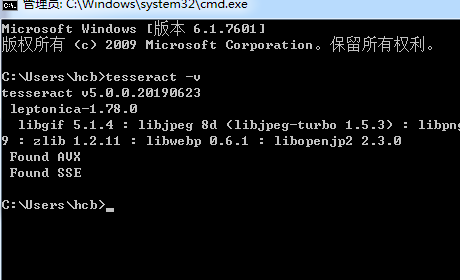 管理员: C:\Windows\system32\cmd.exe
Microsoft Windows [版本 6.1.7601]
版权所有 (c) 2009 Microsoft Corporation。保留所有权利。
C:\Users\hcb>tesseract -v
tesseract v5.0.0.20190623
leptonica-1.78.0
libgif 5.1.4 : libjpeg 8d (libjpeg-turbo 1.5.3) : libpng
9 : zlib 1.2.11 : libwebp 0.6.1 : libopenjp2 2.3.0
Found AVX
Found SSE
C:\Users\hcb>_